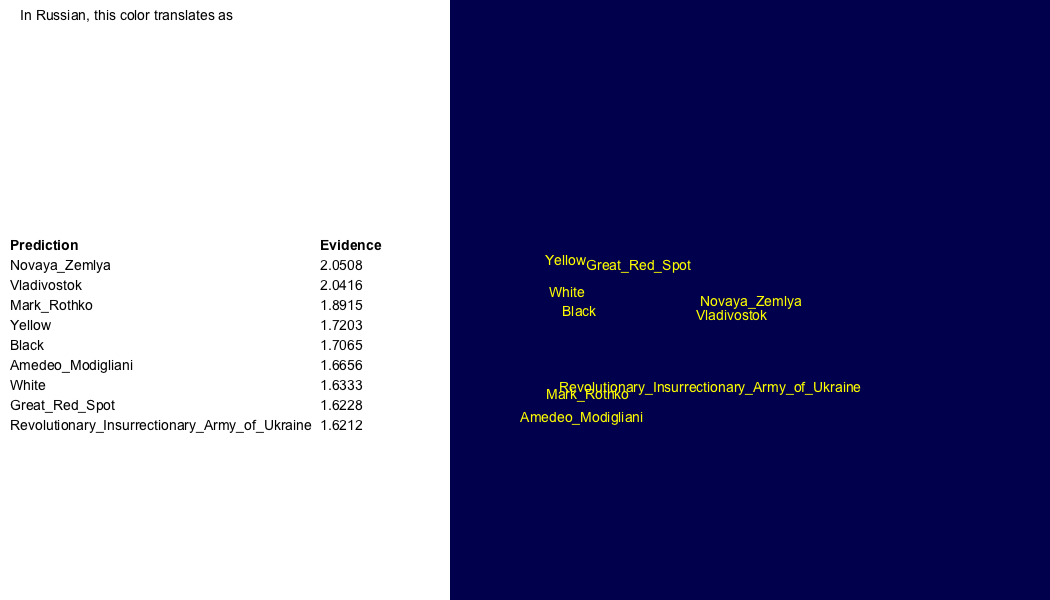 In Russian, this color translates as
Prediction Evidence
Novaya_Zemlya 2.0508
Vladivostok 2.0416
Mark_Rothko 1.8915
Yellow 1.7203
Black 1.7065
Amedeo_Modigliani 1.6656
White 1.6333
Great_Red_Spot 1.6228
Revolutionary_Insurrectionary_Army_of_Ukraine 1.6212
Yellow
Great_Red_Spot
White
Novaya_Zemlya
Black
Vladivostok
Revolutionary_Insurrectionary_Army_of_Ukraine
Mark_Rothko
Amedeo_Modigliani